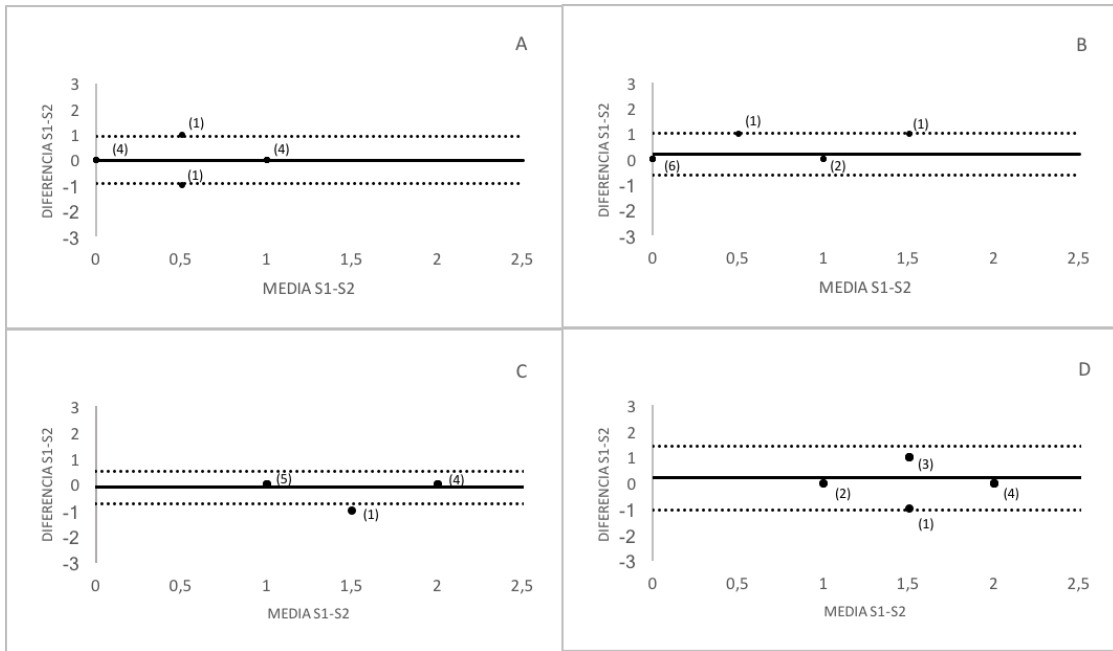 A
DIFERENCIA S1-S2
3
2
1
0
-1
-2
-3
(1)
(4)
(4)
(1)
0 0,5 1 1,5 2 2,5
MEDIA S1-S2
B
DIFERENCIA S1-S2
3
2
1
0
-1
-2
-3
(1)
(1)
(6)
(2)
0 0,5 1 1,5 2 2,5
MEDIA S1-S2
C
DIFERENCIA S1-S2
3
2
1
0
-1
-2
-3
(5)
(4)
(1)
0 0,5 1 1,5 2 2,5
MEDIA S1-S2
D
DIFERENCIA S1-S2
3
2
1
0
-1
-2
-3
(3)
(2)
(4)
(1)
0 0,5 1 1,5 2 2,5
MEDIA S1-S2